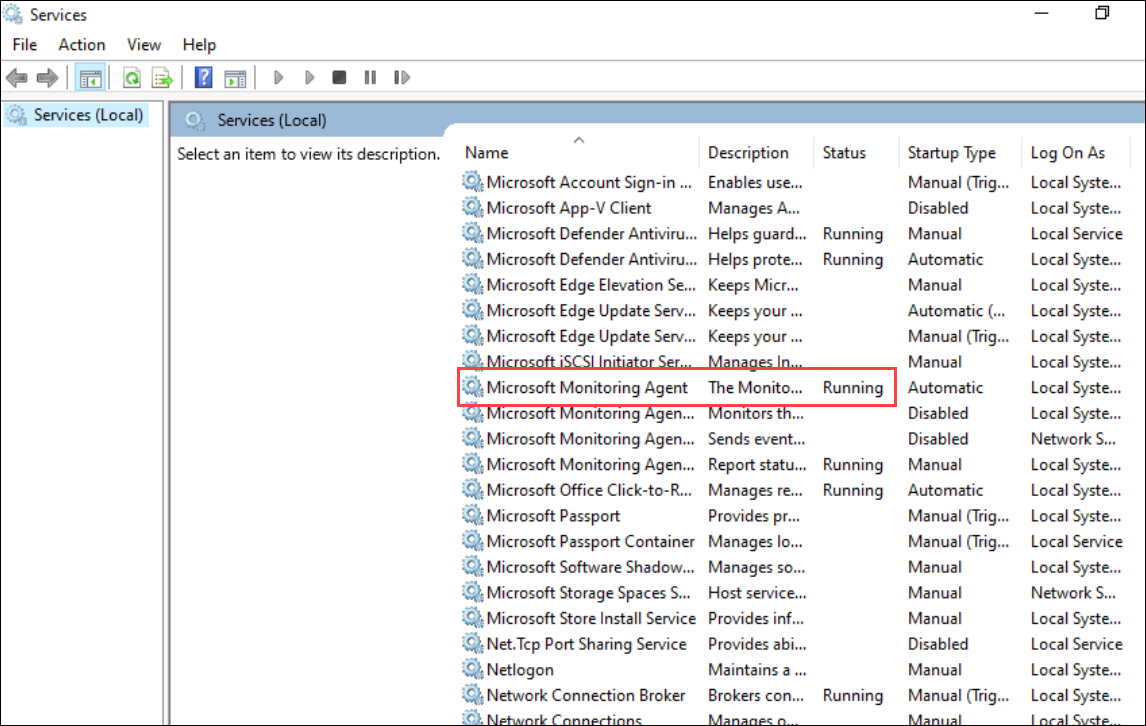 Services
File Action View Help
Services (Local)
Services (Local)
Select an item to view its description.
Name Description Status Startup Type Log On As
Microsoft Account Sign-in ... Enables use... Manual (Trig... Local Syste...
Microsoft App-V Client Manages A... Disabled Local Syste...
Microsoft Defender Antiviru... Helps guard... Running Manual Local Service
Microsoft Defender Antiviru... Helps prote... Running Automatic Local Syste...
Microsoft Edge Elevation Se... Keeps Micr... Manual Local Syste...
Microsoft Edge Update Serv... Keeps your ... Automatic (... Local Syste...
Microsoft Edge Update Serv... Keeps your ... Manual (Trig... Local Syste...
Microsoft iSCSI Initiator Ser... Manages In... Manual Local Syste...
Microsoft Monitoring Agent The Monito... Running Automatic Local Syste...
Microsoft Monitoring Agen... Monitors th... Disabled Local Syste...
Microsoft Monitoring Agen... Sends event... Disabled Network S...
Microsoft Monitoring Agen... Report statu... Running Manual Local Syste...
Microsoft Office Click-to-R... Manages re... Running Automatic Local Syste...
Microsoft Passport Provides pr... Manual (Trig... Local Syste...
Microsoft Passport Container Manages lo... Manual (Trig... Local Service
Microsoft Software Shadow... Manages so... Manual Local Syste...
Microsoft Storage Spaces S... Host service... Manual Network S...
Microsoft Store Install Service Provides inf... Manual Local Syste...
Net.Tcp Port Sharing Service Provides abi... Disabled Local Service
Netlogon Maintains a ... Manual Local Syste...
Network Connection Broker Brokers con... Running Manual (Trig... Local Syste...
Network Connections Manages o... Manual Local Syste...